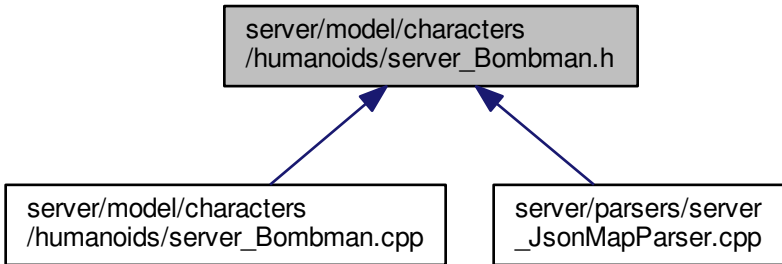 server/model/characters
/humanoids/server_Bombman.h
server/model/characters
/humanoids/server_Bombman.cpp
server/parsers/server
_JsonMapParser.cpp